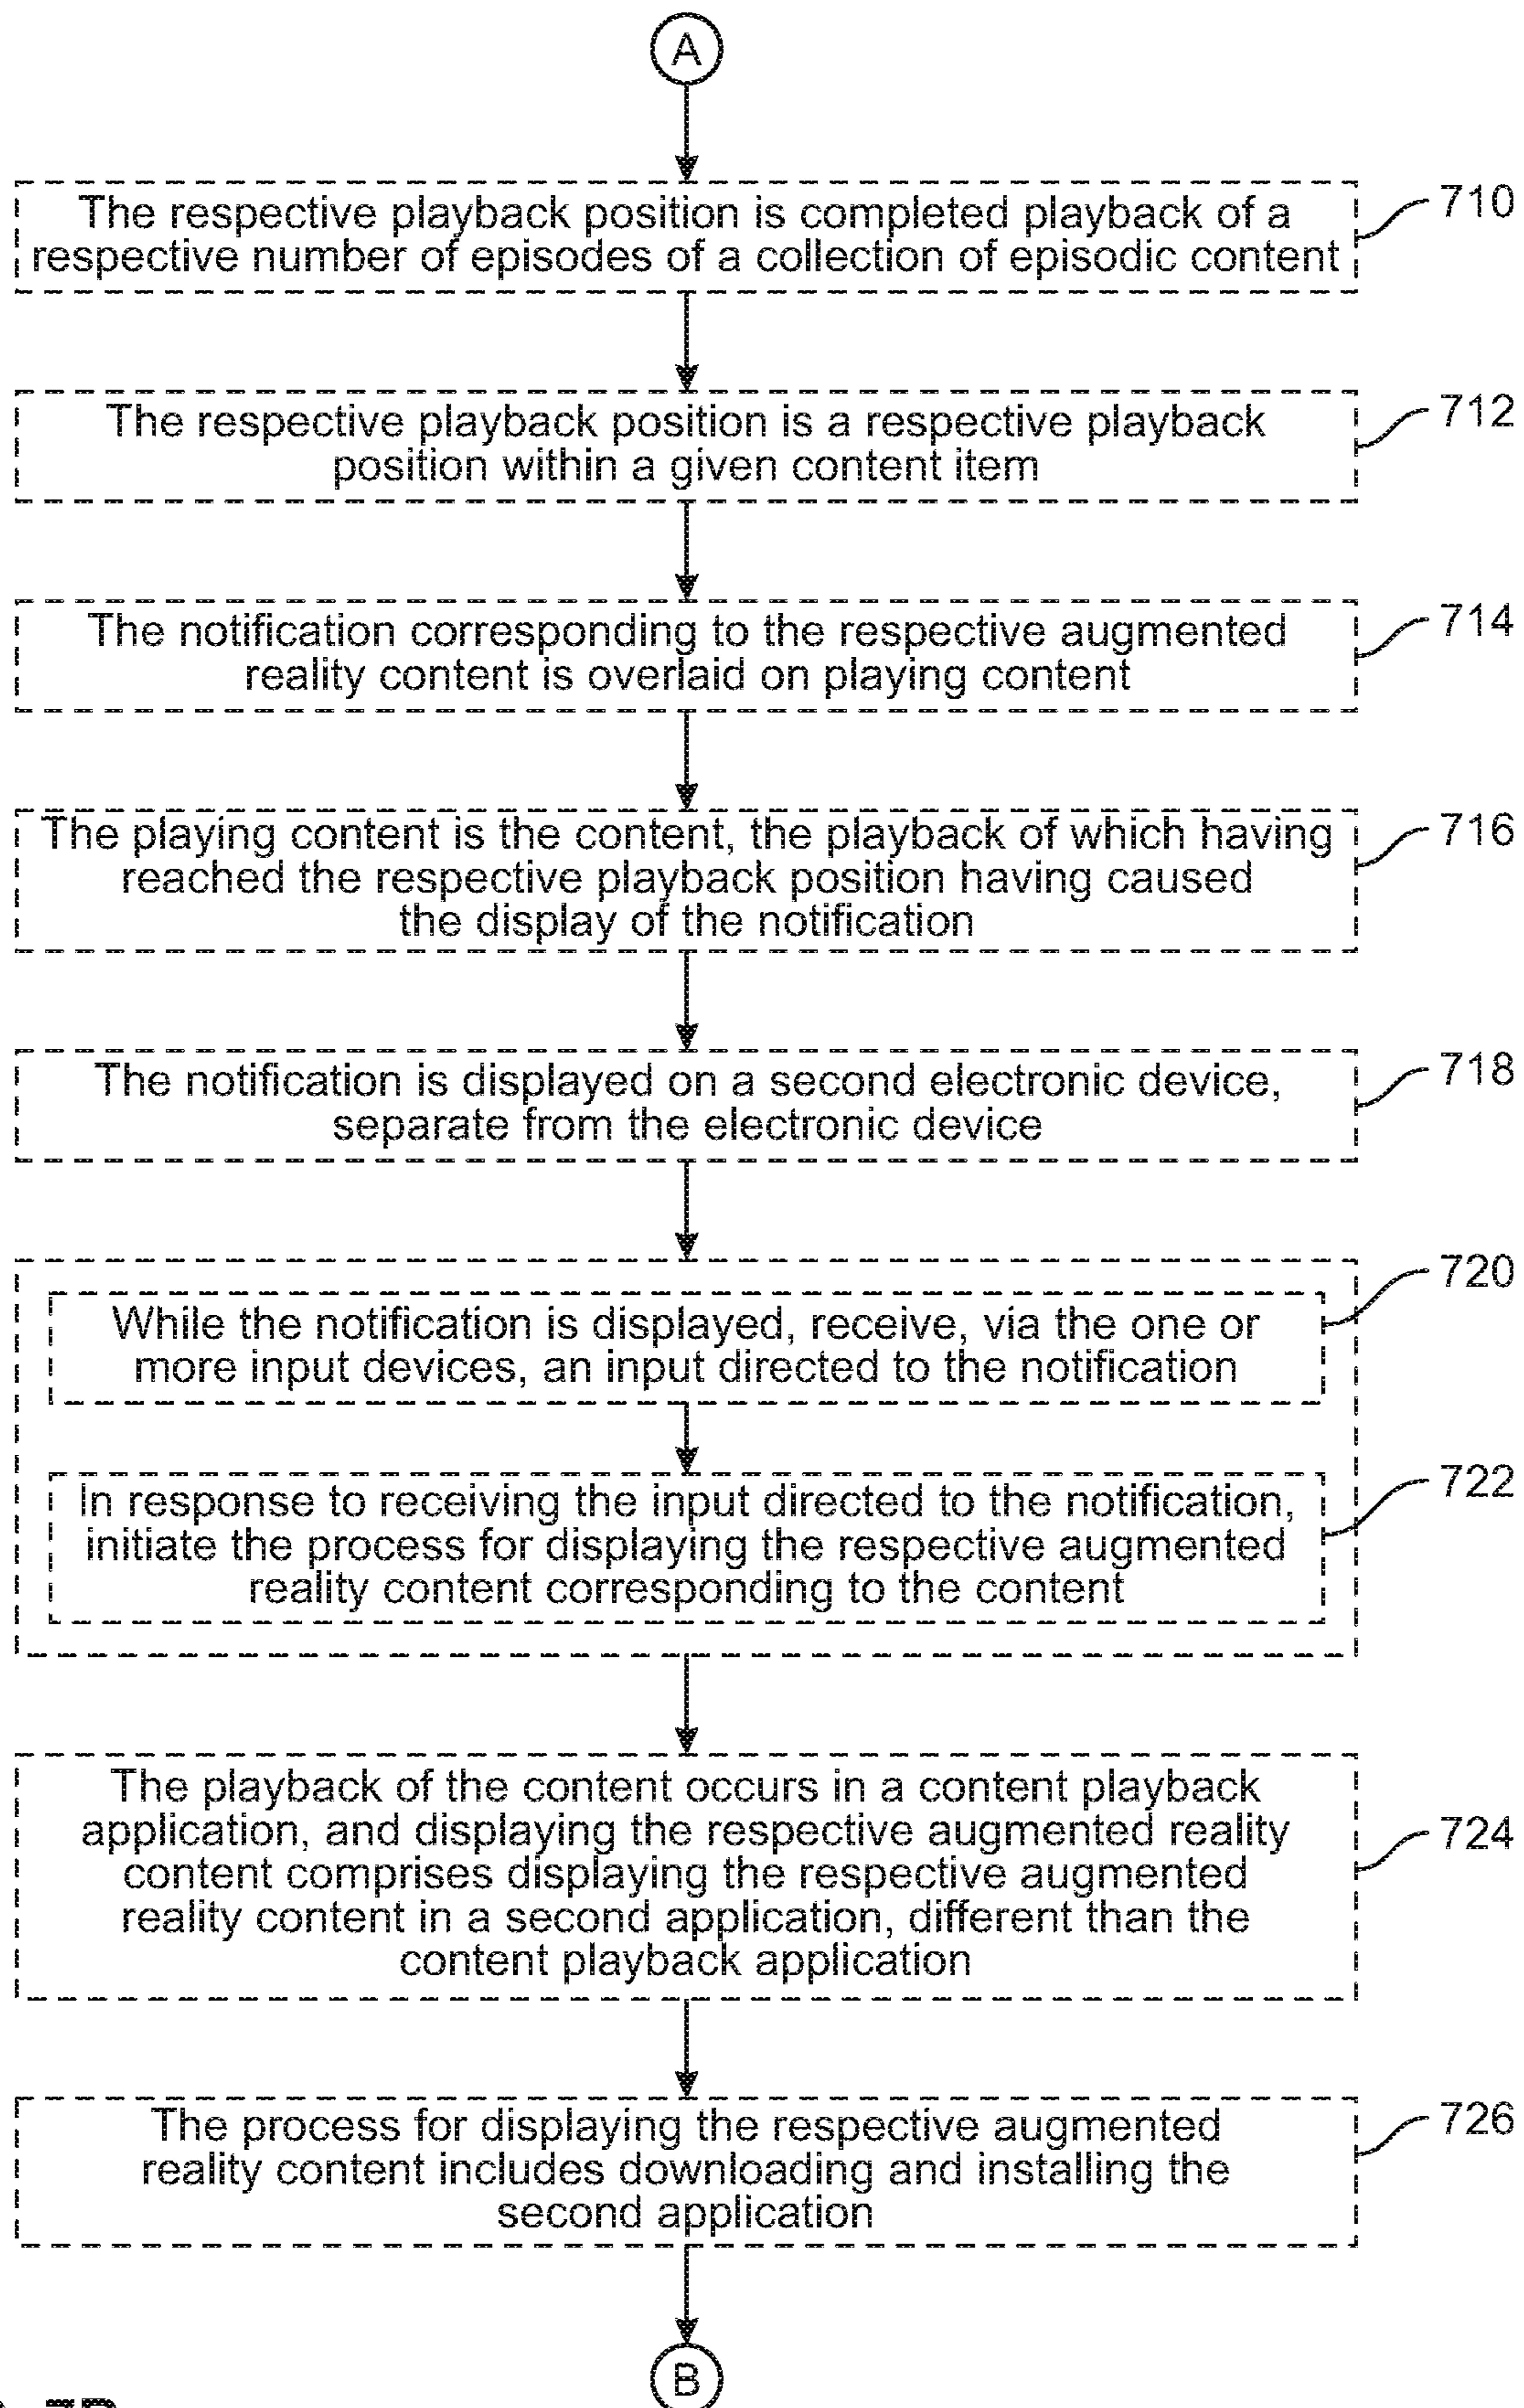 A
The respective playback position is completed playback of a
respective number of episodes of a collection of episodic content
710
The respective playback position is a respective playback
position within a given content item
712
The notification corresponding to the respective augmented
reality content is overlaid on playing content
714
The playing content is the content, the playback of which having
reached the respective playback position having caused
the display of the notification
716
The notification is displayed on a second electronic device,
separate from the electronic device
718
While the notification is displayed, receive, via the one or
more input devices, an input directed to the notification
720
In response to receiving the input directed to the notification,
initiate the process for displaying the respective augmented
reality content corresponding to the content
722
The playback of the content occurs in a content playback
application, and displaying the respective augmented reality
content comprises displaying the respective augmented
reality content in a second application, different than the
content playback application
724
The process for displaying the respective augmented
reality content includes downloading and installing the
second application
726
B